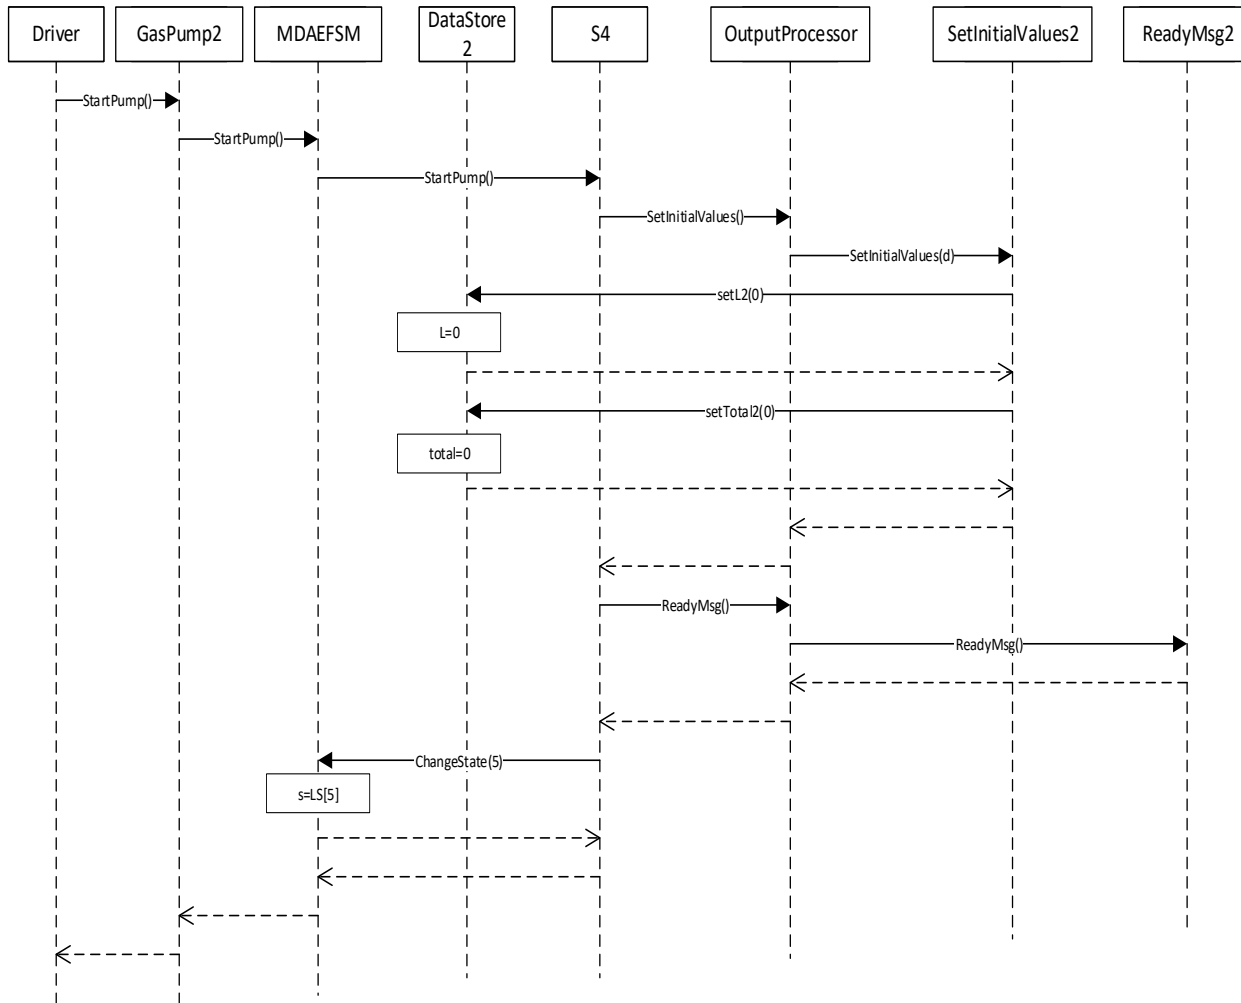 Driver
GasPump2
MDAEFSM
DataStore
2
S4
OutputProcessor
SetInitialValues2
ReadyMsg2
StartPump()
StartPump()
StartPump()
SetInitialValues()
SetInitialValues(d)
setL2(0)
L=0
setTotal2(0)
total=0
ReadyMsg()
ReadyMsg()
ChangeState(5)
s=LS[5]